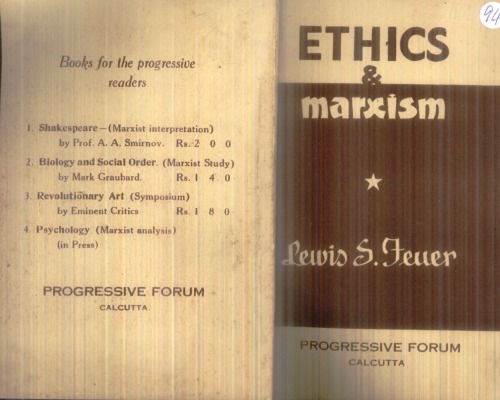 Books for the progressive
readers
1. Shakespeare—(Marxist interpretation)
by Prof. A. A. Smirnov. Rs. 2 0 0
2. Biology and Social Order. (Marxist Study)
by Mark Graubard. Rs. 1 4 0
3. Revolutionary Art (Symposium)
by Eminent Critics Rs. 1 8 0
4. Psychology (Marxist analysis)
(in Press)
PROGRESSIVE FORUM
CALCUTTA.
94
ETHICS
&
marxism
Lewis S. Feuer
PROGRESSIVE FORUM
CALCUTTA